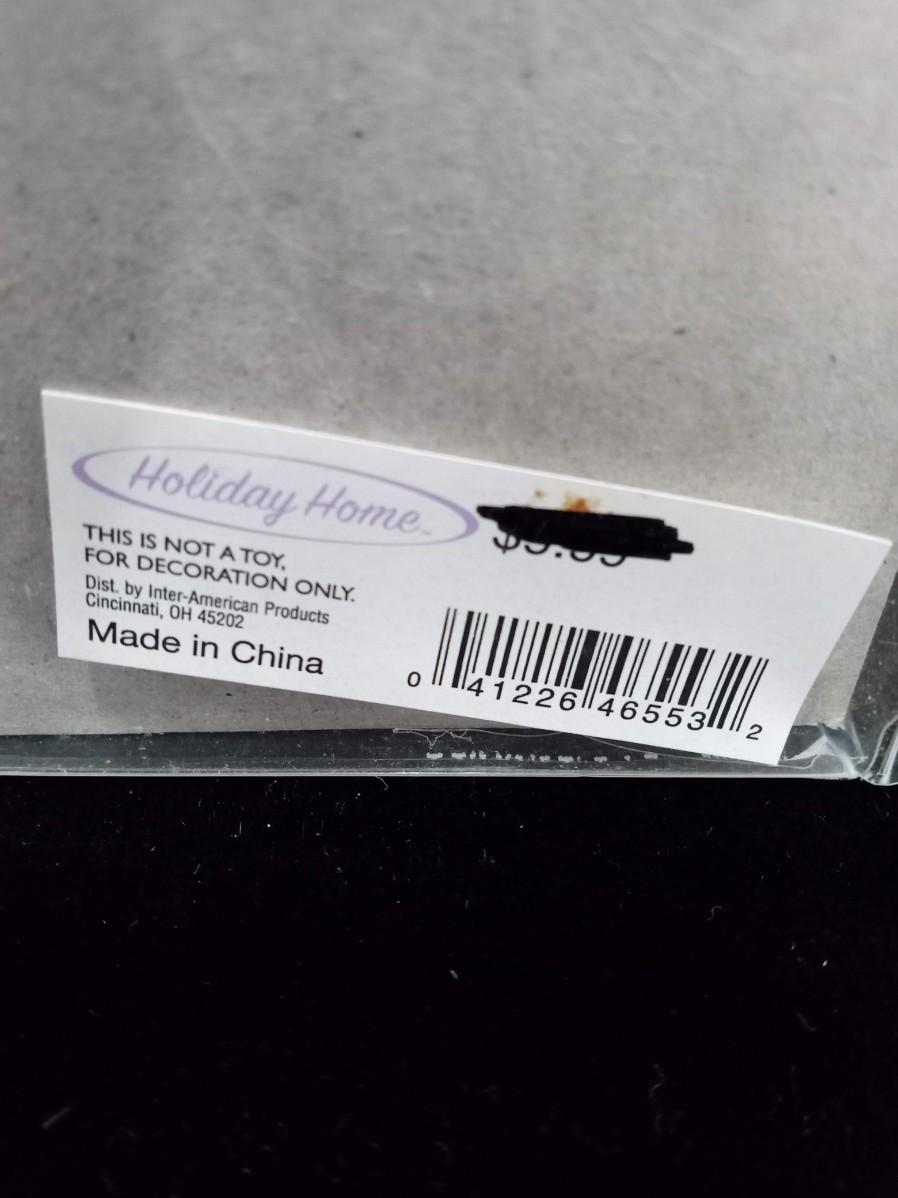 Holiday Home™
THIS IS NOT A TOY,
FOR DECORATION ONLY.
Dist. by Inter-American Products
Cincinnati, OH 45202
Made in China
0 41226 46553 2